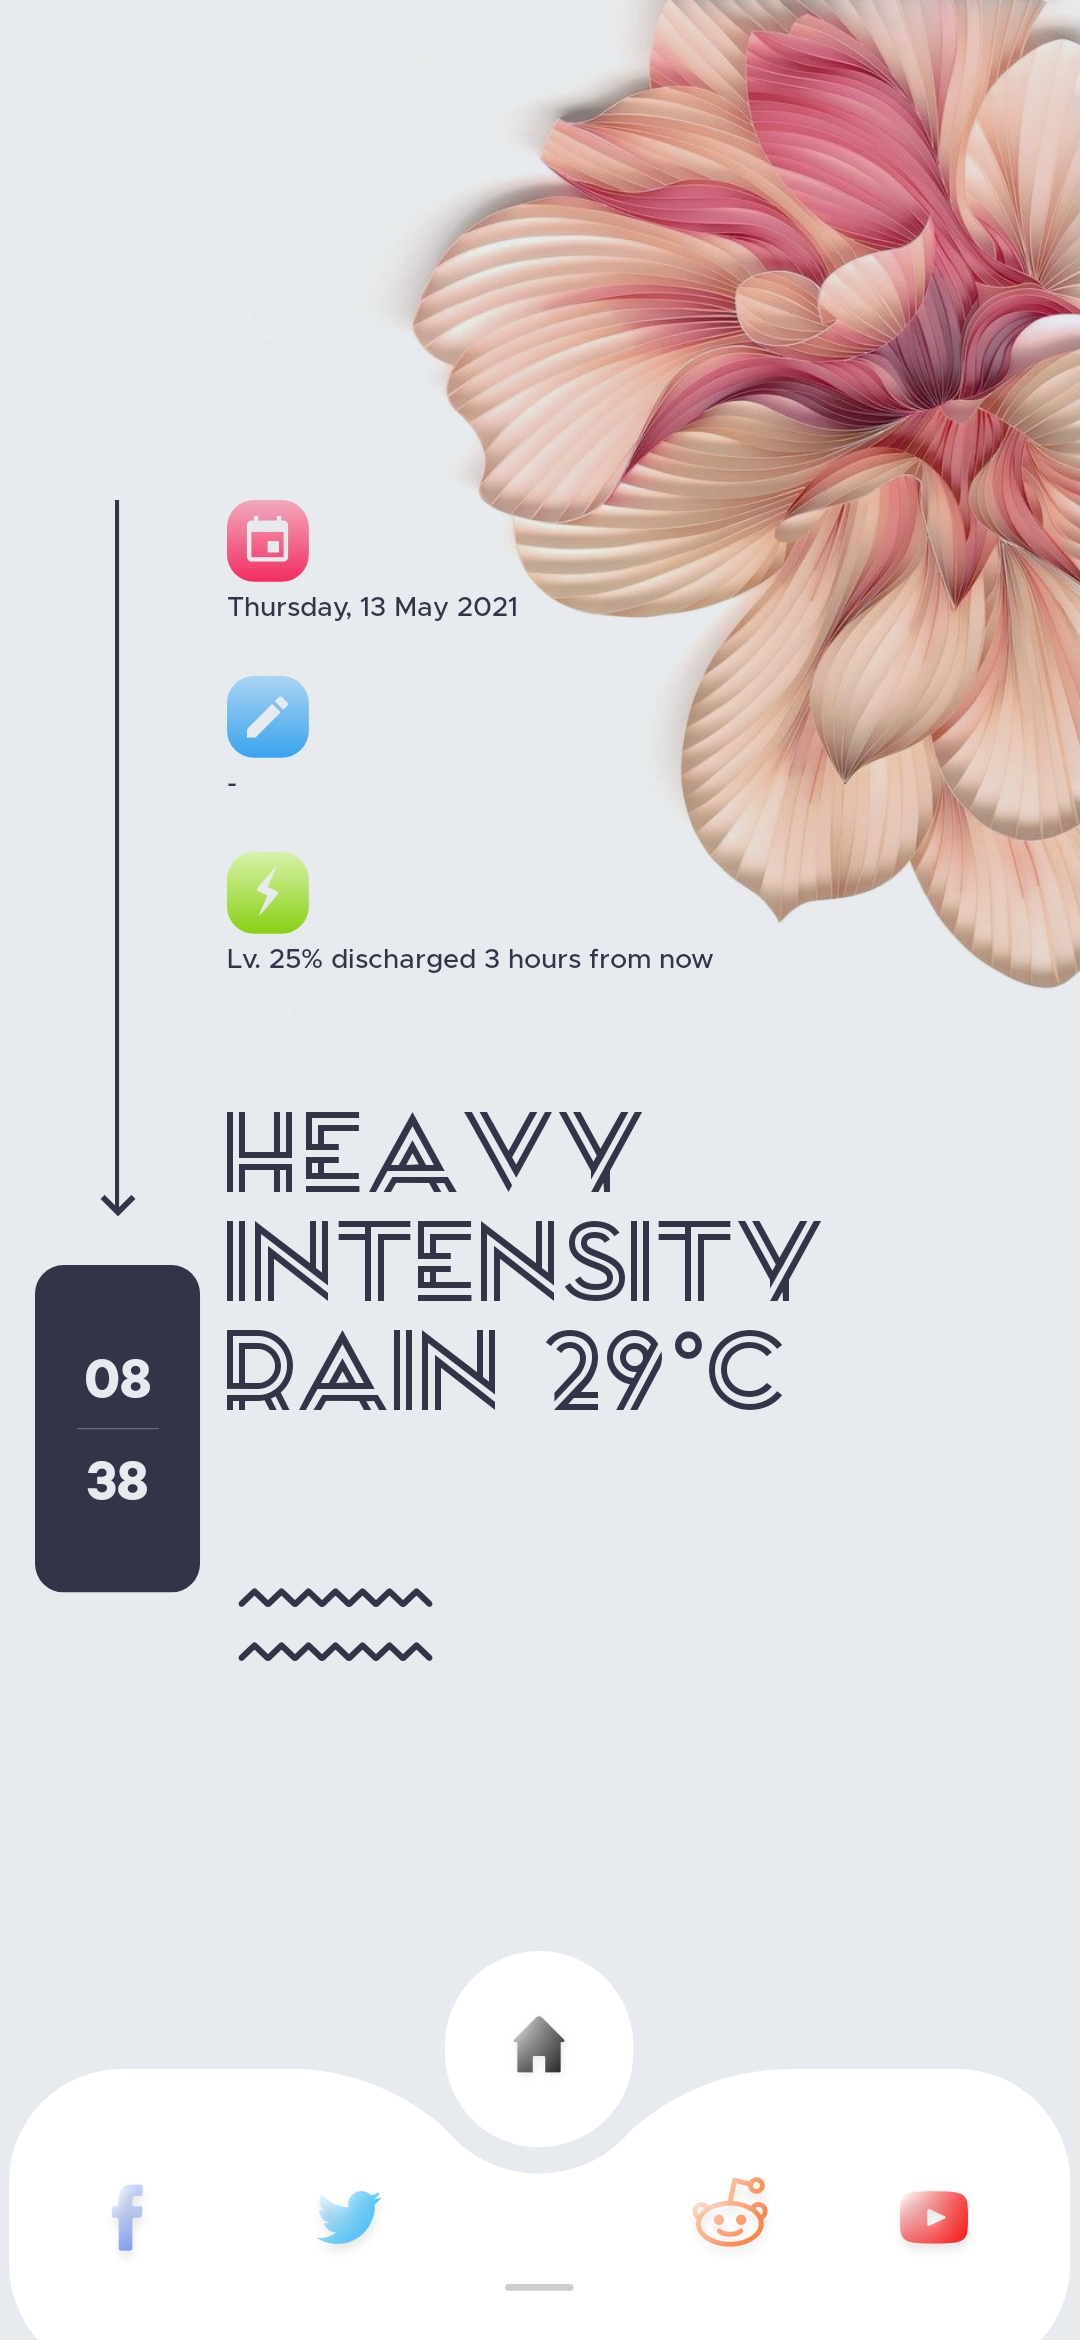 Thursday, 13 May 2021
-
Lv. 25% discharged 3 hours from now
HEAVY
INTENSITY
RAIN 29°C
08
38